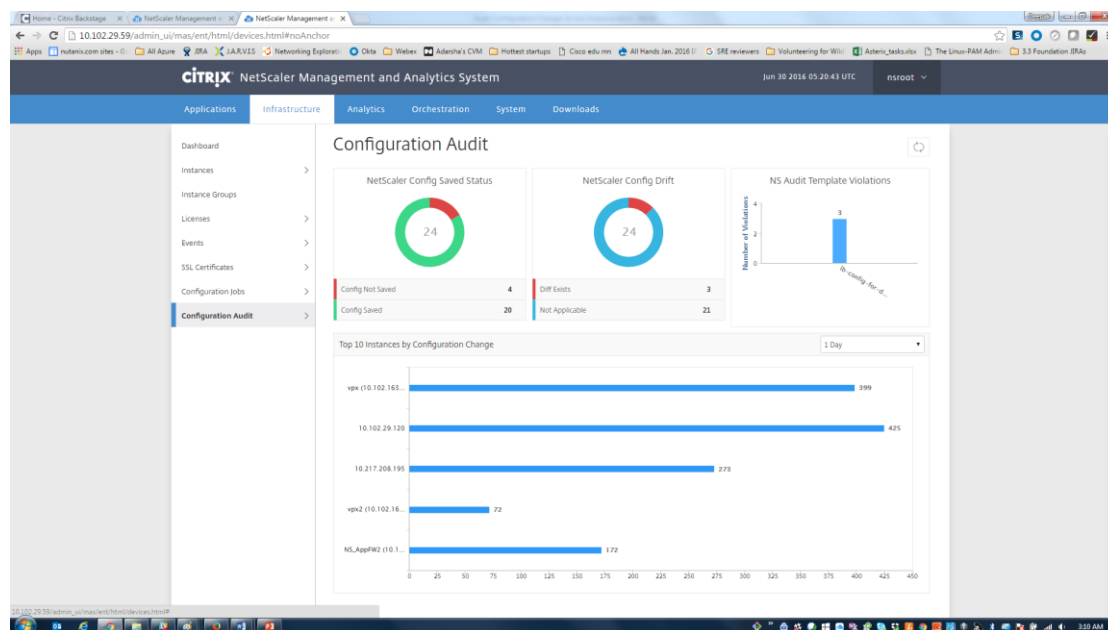 Home - Citrix Backstage
NetScaler Management
NetScaler Management
10.102.29.59/admin_ui/mas/ent/html/devices.html#noAnchor
Apps
nutanix.com sites - G
All Azure
JIRA
J.A.R.V.I.S
Networking Explorati
Okta
Webex
Adersha's CVM
Hottest startups
Cisco edu mn
All Hands Jan. 2016
SRE reviewers
Volunteering for Wild
Asterix_tasks.xlsx
The Linux-PAM Admi
3.3 Foundation JIRAs
CITRIX NetScaler Management and Analytics System
Jun 30 2016 05:20:43 UTC
nsroot
Applications
Infrastructure
Analytics
Orchestration
System
Downloads
Dashboard
Instances
Instance Groups
Licenses
Events
SSL Certificates
Configuration Jobs
Configuration Audit
Configuration Audit
NetScaler Config Saved Status
24
Config Not Saved 4
Config Saved 20
NetScaler Config Drift
24
Diff Exists 3
Not Applicable 21
NS Audit Template Violations
Number of Violations
4
2
0
3
lb-config-for-d...
Top 10 Instances by Configuration Change
1 Day
vpx (10.102.163... 399
10.102.29.120 425
10.217.208.195 273
vpx2 (10.102.16... 72
NS_AppFW2 (10.1... 172
0 25 50 75 100 125 150 175 200 225 250 275 300 325 350 375 400 425 450
10.102.29.59/admin_ui/mas/ent/html/devices.html#
3:10 AM